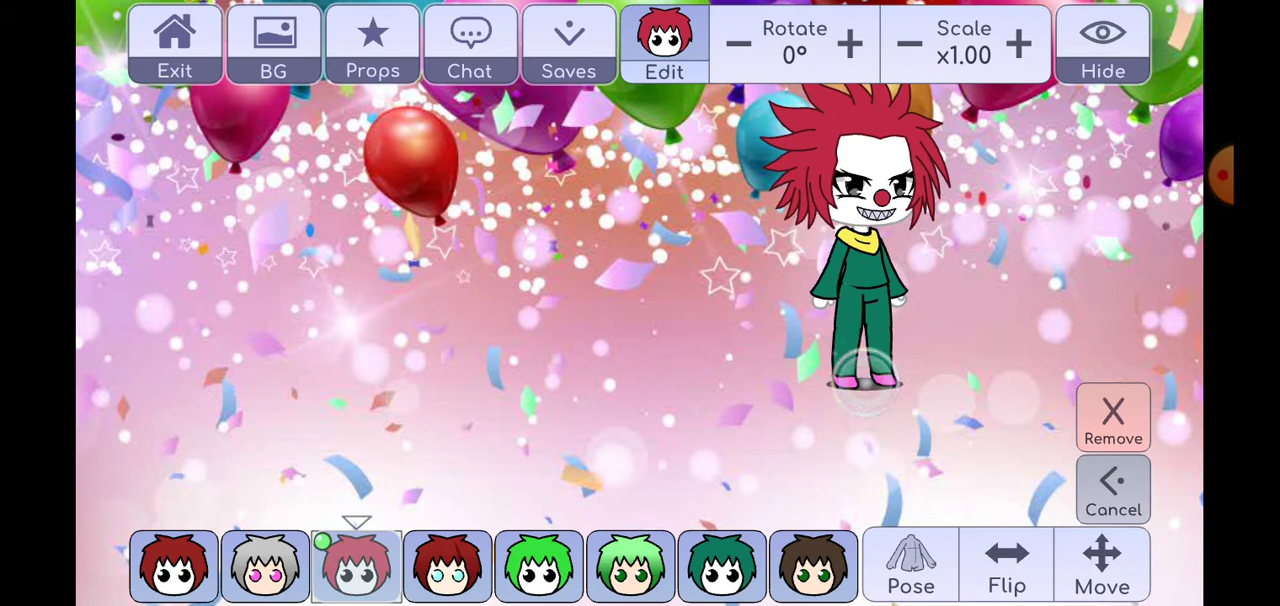 Exit
BG
Props
Chat
Saves
Edit
Rotate
0°
Scale
x1.00
Hide
Remove
Cancel
Pose
Flip
Move